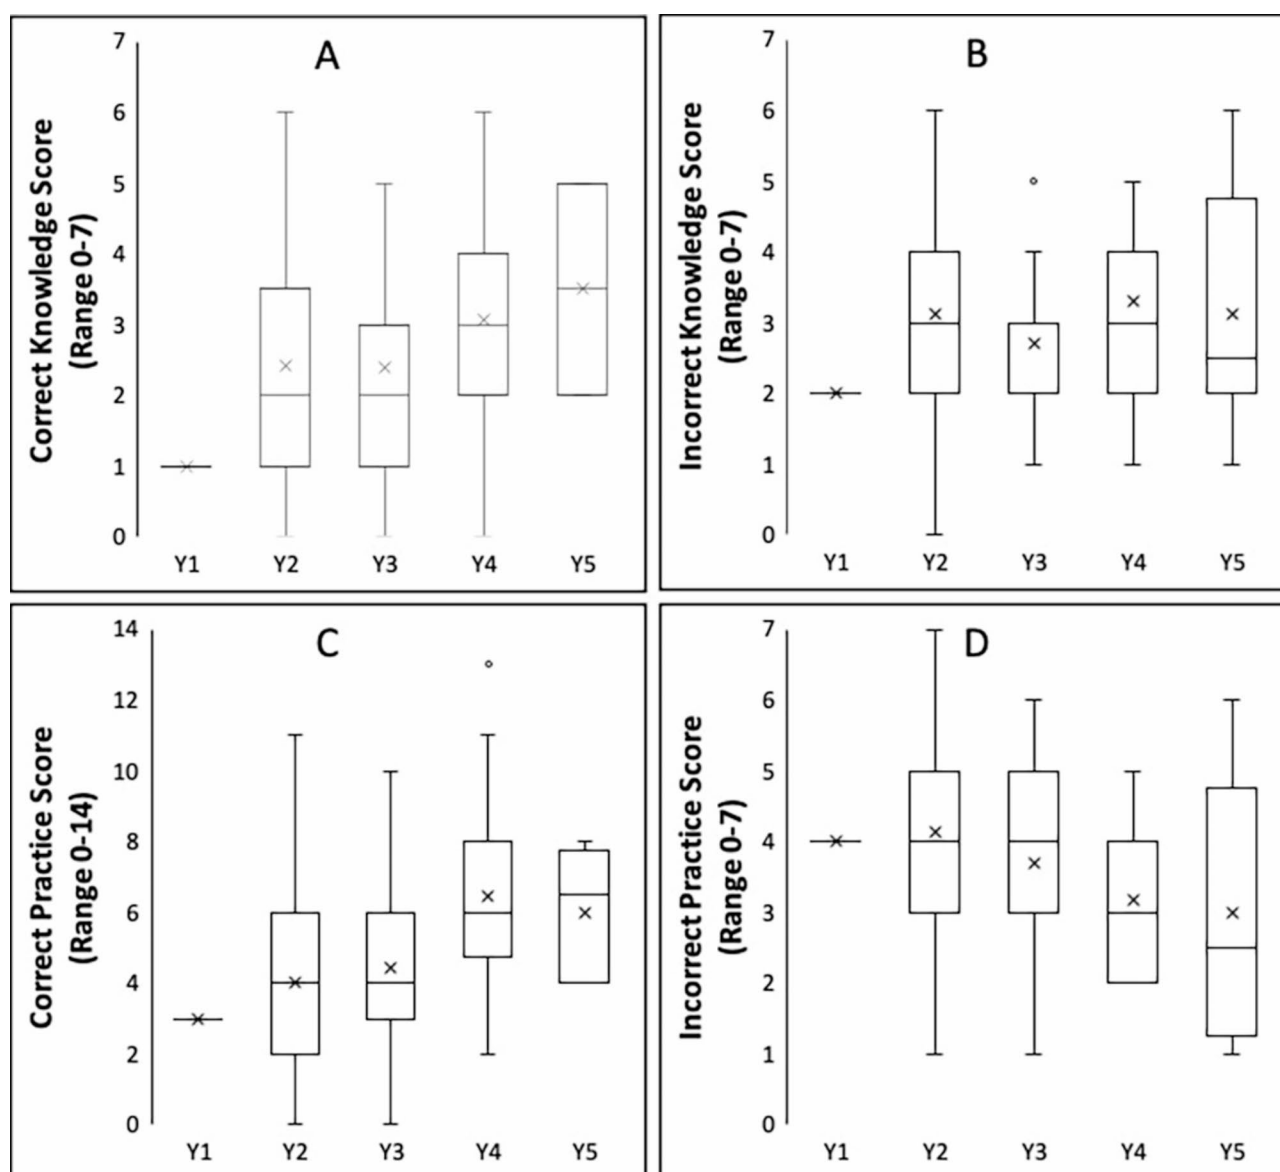 A
Correct Knowledge Score
(Range 0-7)
7
6
5
4
3
2
1
0
Y1 Y2 Y3 Y4 Y5
B
Incorrect Knowledge Score
(Range 0-7)
7
6
5
4
3
2
1
0
Y1 Y2 Y3 Y4 Y5
C
Correct Practice Score
(Range 0-14)
14
12
10
8
6
4
2
0
Y1 Y2 Y3 Y4 Y5
D
Incorrect Practice Score
(Range 0-7)
7
6
5
4
3
2
1
0
Y1 Y2 Y3 Y4 Y5